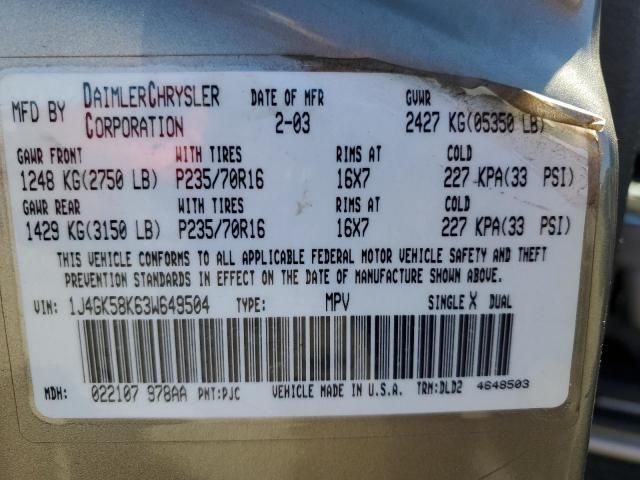 MFD BY DAIMLERCHRYSLER CORPORATION DATE OF MFR 2-03 GVWR 2427 KG(05350 LB)
GAWR FRONT WITH TIRES RIMS AT COLD
1248 KG(2750 LB) P235/70R16 16X7 227 KPA(33 PSI)
GAWR REAR WITH TIRES RIMS AT COLD
1429 KG(3150 LB) P235/70R16 16X7 227 KPA(33 PSI)
THIS VEHICLE CONFORMS TO ALL APPLICABLE FEDERAL MOTOR VEHICLE SAFETY AND THEFT
PREVENTION STANDARDS IN EFFECT ON THE DATE OF MANUFACTURE SHOWN ABOVE.
VIN: 1J4GK58K63W649504 TYPE: MPV SINGLE X DUAL
MDH: 022107 978AA PNT:PJC VEHICLE MADE IN U.S.A. TRM:DLD2 4648503